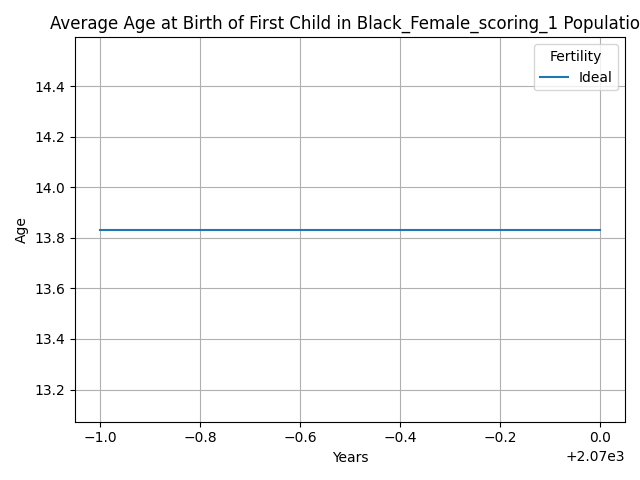 Average Age at Birth of First Child in Black_Female_scoring_1 Populatio
Fertility
Ideal
14.4
14.2
14.0
13.8
13.6
13.4
13.2
Age
−1.0 −0.8 −0.6 −0.4 −0.2 0.0
Years
+2.07e3